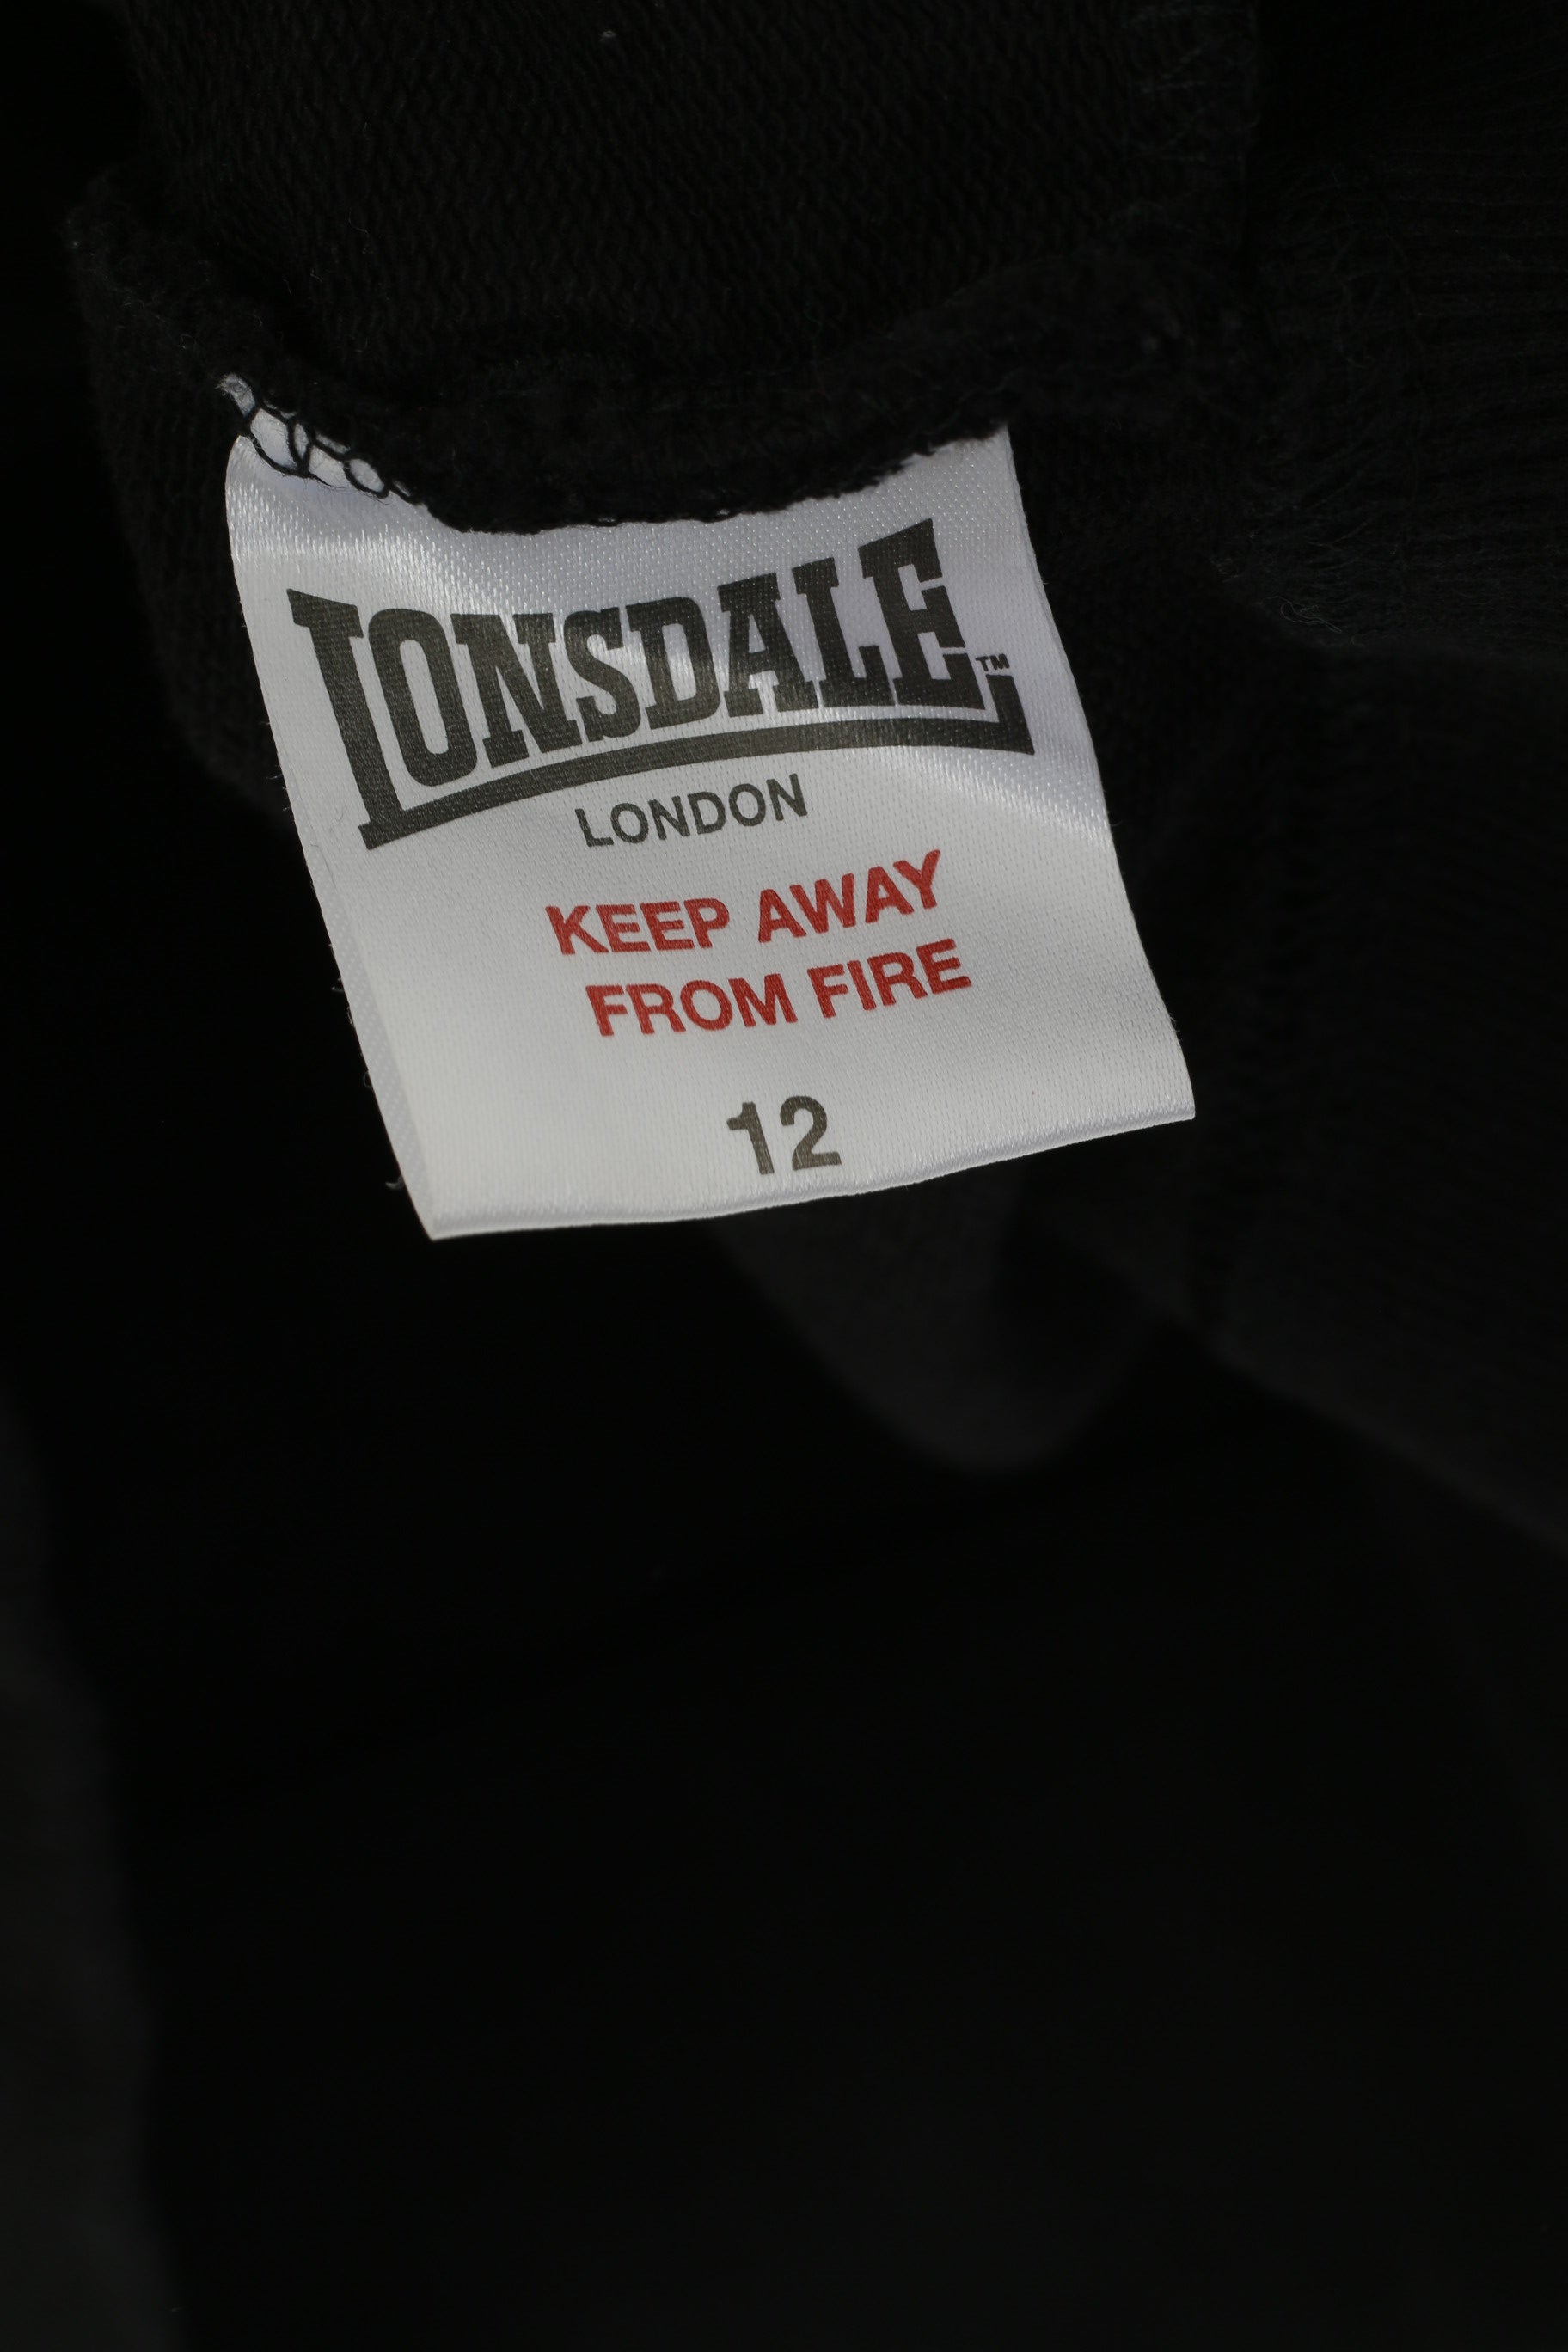 LONSDALE™
LONDON
KEEP AWAY
FROM FIRE
12